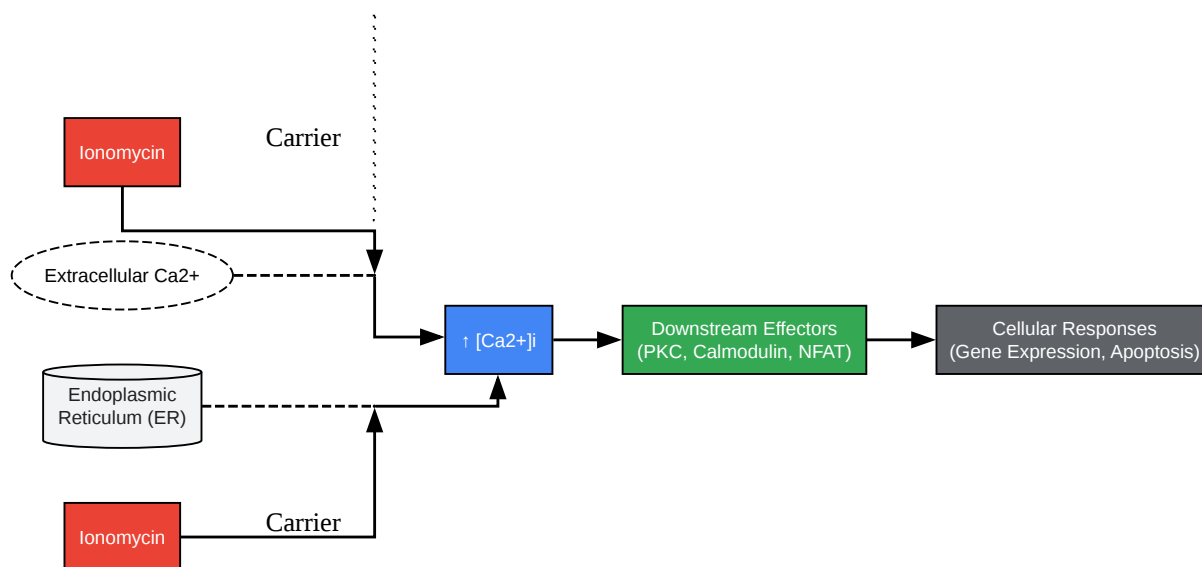 Carrier
Ionomycin
Extracellular Ca2+
↑ [Ca2+]i
Downstream Effectors
(PKC, Calmodulin, NFAT)
Cellular Responses
(Gene Expression, Apoptosis)
Endoplasmic
Reticulum (ER)
Carrier
Ionomycin